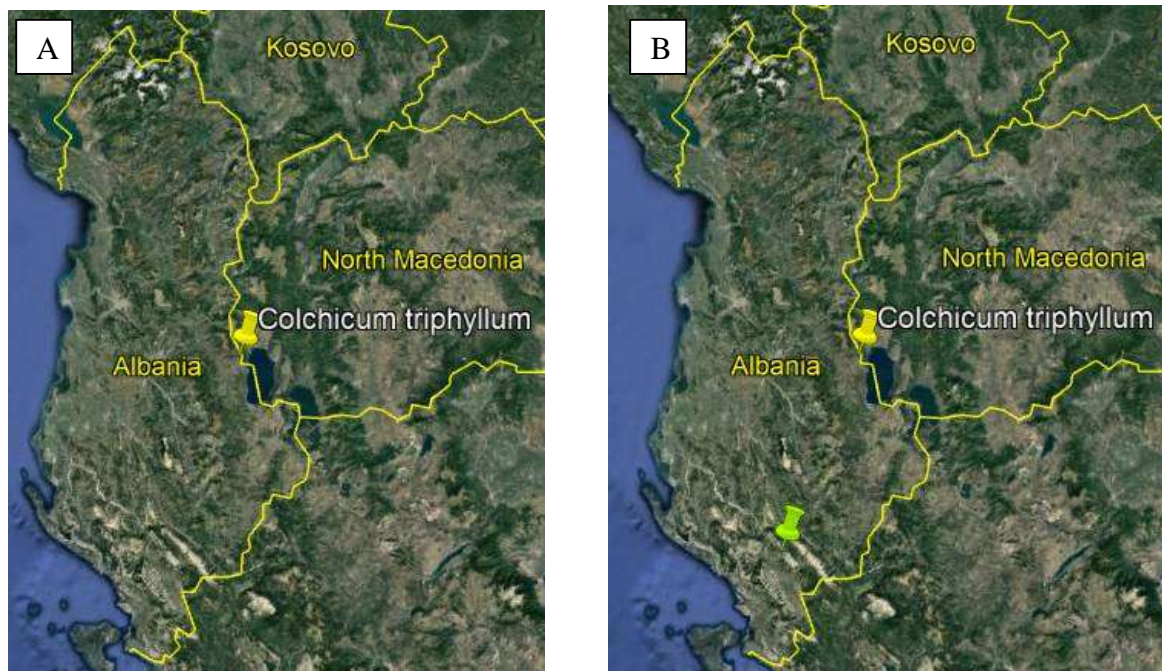 A
Kosovo
North Macedonia
Colchicum triphyllum
Albania
B
Kosovo
North Macedonia
Colchicum triphyllum
Albania